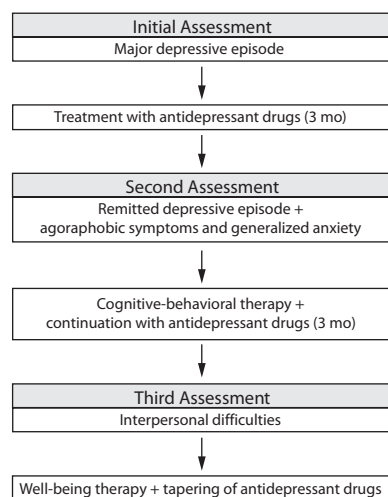 Initial Assessment
Major depressive episode
Treatment with antidepressant drugs (3 mo)
Second Assessment
Remitted depressive episode +
agoraphobic symptoms and generalized anxiety
Cognitive-behavioral therapy +
continuation with antidepressant drugs (3 mo)
Third Assessment
Interpersonal difficulties
Well-being therapy + tapering of antidepressant drugs